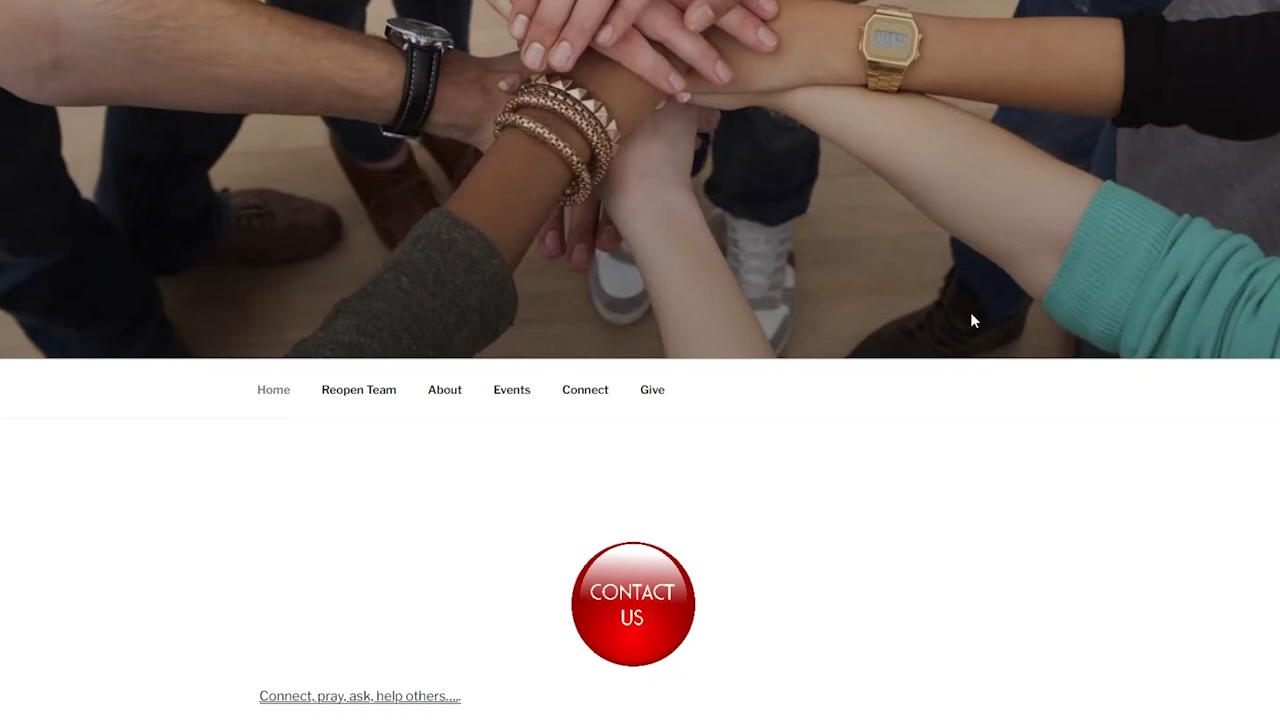 Home Reopen Team About Events Connect Give
CONTACT
US
Connect, pray, ask, help others.....